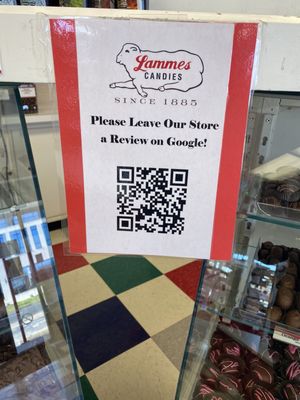 Lammes
CANDIES
SINCE 1885
Please Leave Our Store
a Review on Google!